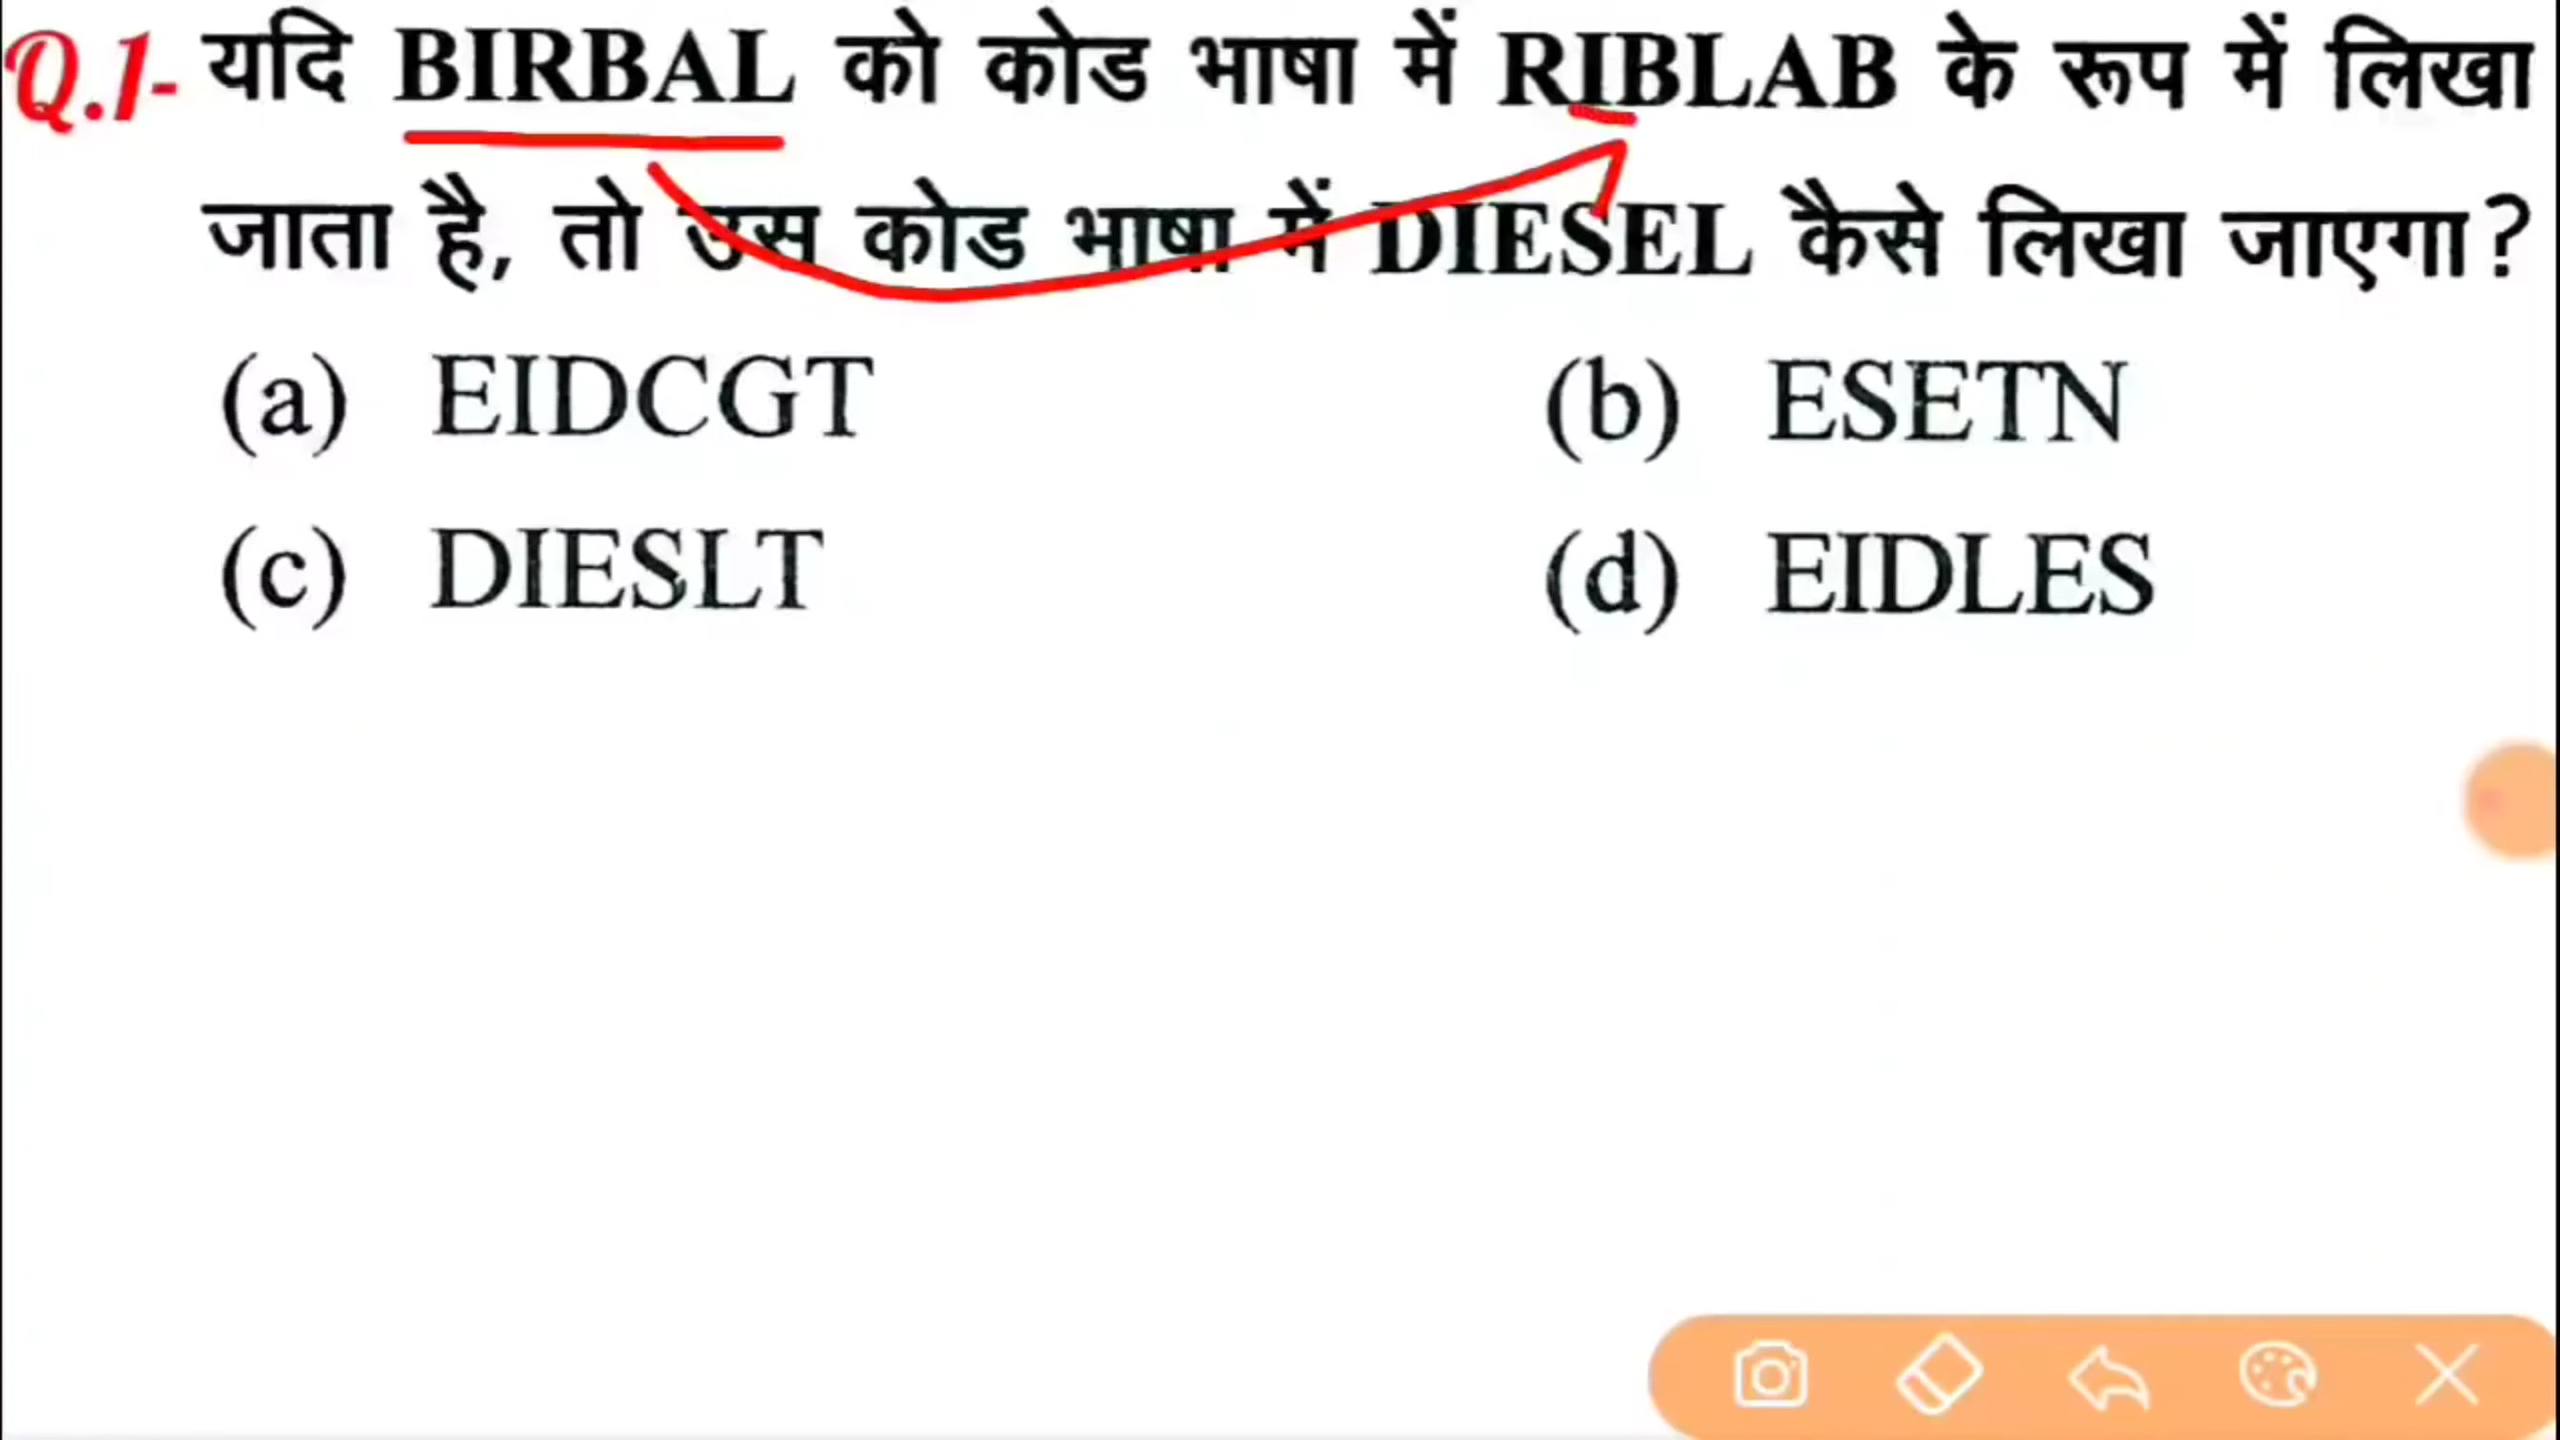 Q.1- यदि BIRBAL को कोड भाषा में RIBLAB के रूप में लिखा
जाता है, तो उस कोड भाषा में DIESEL कैसे लिखा जाएगा?
(a) EIDCGT (b) ESETN
(c) DIESLT (d) EIDLES